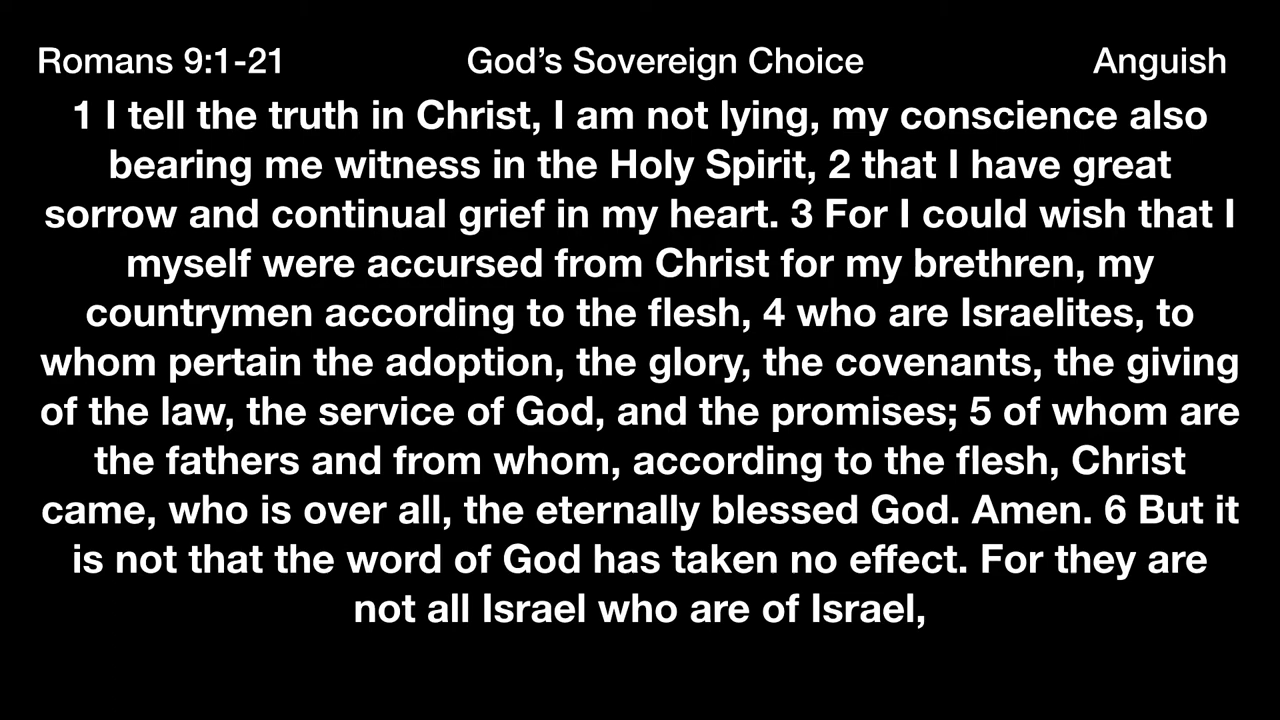 Romans 9:1-21 God’s Sovereign Choice Anguish
1 I tell the truth in Christ, I am not lying, my conscience also
bearing me witness in the Holy Spirit, 2 that I have great
sorrow and continual grief in my heart. 3 For I could wish that I
myself were accursed from Christ for my brethren, my
countrymen according to the flesh, 4 who are Israelites, to
whom pertain the adoption, the glory, the covenants, the giving
of the law, the service of God, and the promises; 5 of whom are
the fathers and from whom, according to the flesh, Christ
came, who is over all, the eternally blessed God. Amen. 6 But it
is not that the word of God has taken no effect. For they are
not all Israel who are of Israel,